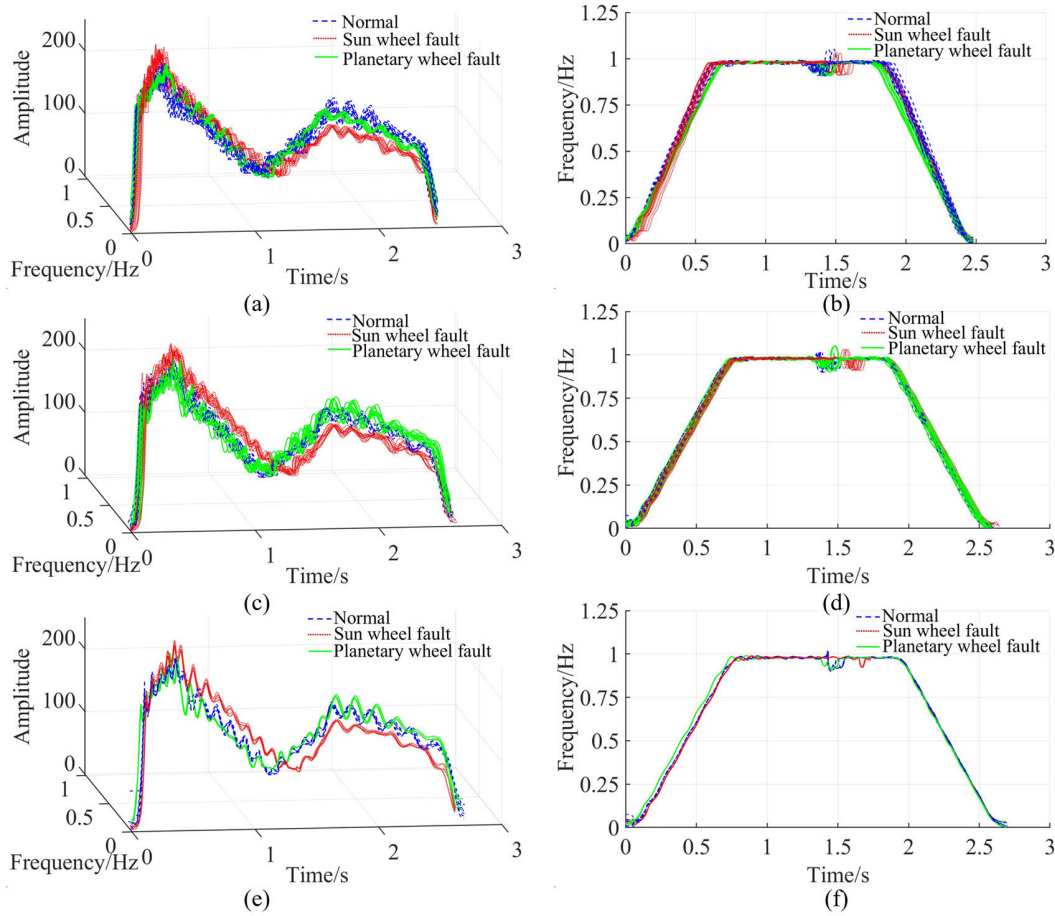 Amplitude
200
100
0
1
0.5
0
Frequency/Hz
0
1
2
3
Time/s
Normal
Sun wheel fault
Planetary wheel fault
(a)
Frequency/Hz
1.25
1
0.75
0.5
0.25
0
0
0.5
1
1.5
2
2.5
3
Time/s
Normal
Sun wheel fault
Planetary wheel fault
(b)
Amplitude
200
100
0
1
0.5
0
Frequency/Hz
0
1
2
3
Time/s
Normal
Sun wheel fault
Planetary wheel fault
(c)
Frequency/Hz
1.25
1
0.75
0.5
0.25
0
0
0.5
1
1.5
2
2.5
3
Time/s
Normal
Sun wheel fault
Planetary wheel fault
(d)
Amplitude
200
100
0
1
0.5
0
Frequency/Hz
0
1
2
3
Time/s
Normal
Sun wheel fault
Planetary wheel fault
(e)
Frequency/Hz
1.25
1
0.75
0.5
0.25
0
0
0.5
1
1.5
2
2.5
3
Time/s
Normal
Sun wheel fault
Planetary wheel fault
(f)